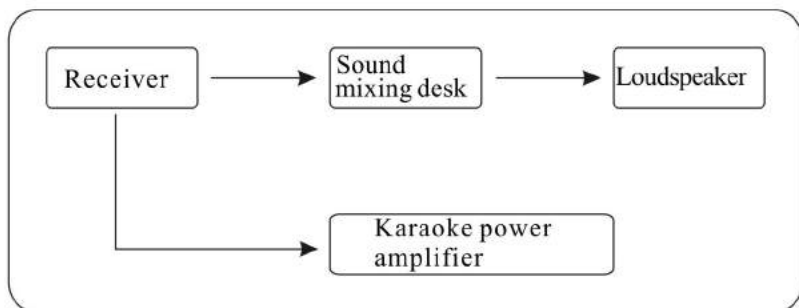 Receiver
Sound
mixing desk
Loudspeaker
Karaoke power
amplifier